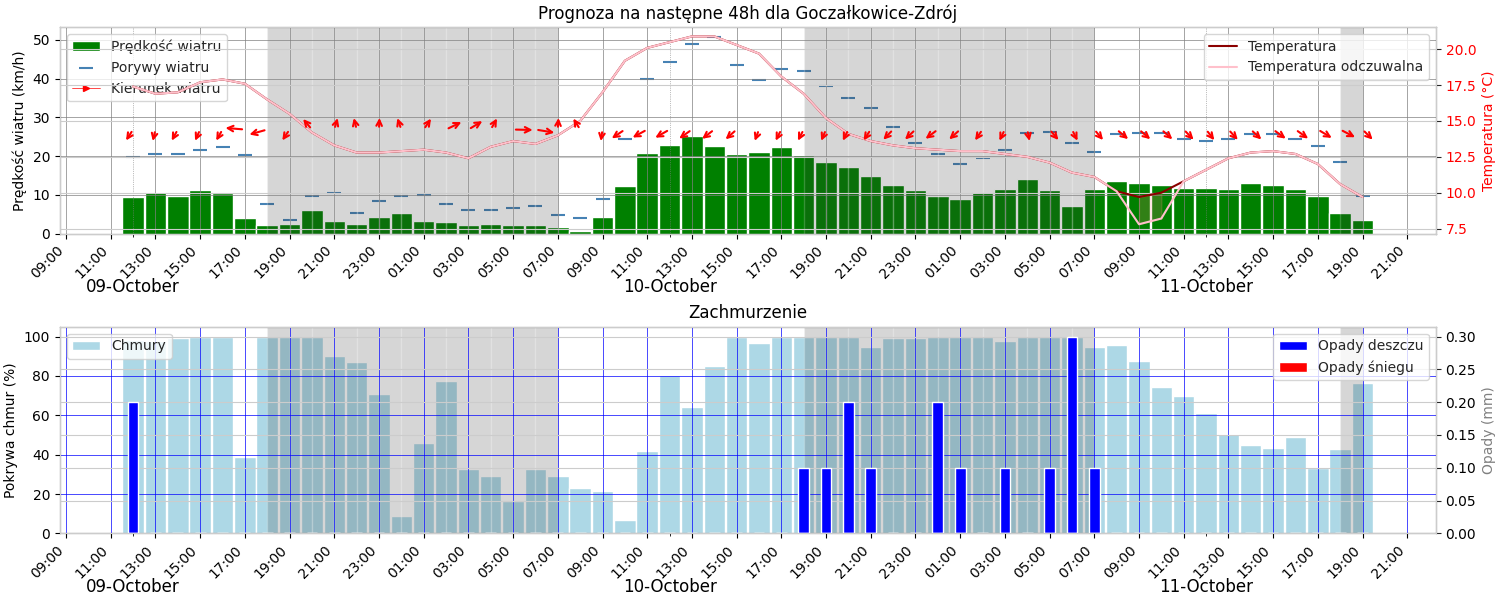 Prognoza na następne 48h dla Goczałkowice-Zdrój
Prędkość wiatru (km/h)
50
40
30
20
10
0
Prędkość wiatru
Porywy wiatru
Kierunek wiatru
Temperatura
Temperatura odczuwalna
20.0
17.5
15.0
12.5
10.0
7.5
Temperatura (°C)
09:00 11:00 13:00 15:00 17:00 19:00 21:00 23:00 01:00 03:00 05:00 07:00 09:00 11:00 13:00 15:00 17:00 19:00 21:00 23:00 01:00 03:00 05:00 07:00 09:00 11:00 13:00 15:00 17:00 19:00 21:00
09-October 10-October 11-October
Zachmurzenie
Pokrywa chmur (%)
100
80
60
40
20
0
Chmury
Opady deszczu
Opady śniegu
0.30
0.25
0.20
0.15
0.10
0.05
0.00
Opady (mm)
09:00 11:00 13:00 15:00 17:00 19:00 21:00 23:00 01:00 03:00 05:00 07:00 09:00 11:00 13:00 15:00 17:00 19:00 21:00 23:00 01:00 03:00 05:00 07:00 09:00 11:00 13:00 15:00 17:00 19:00 21:00
09-October 10-October 11-October